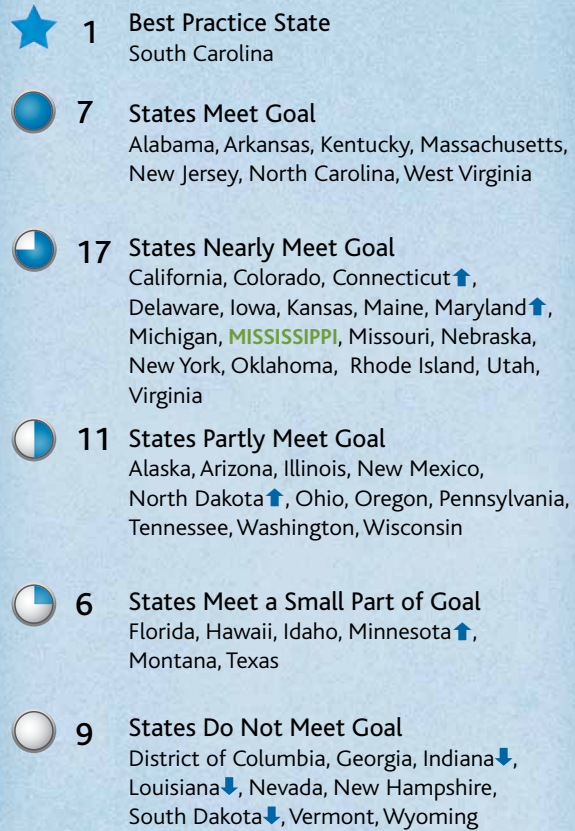 1 Best Practice State
South Carolina
7 States Meet Goal
Alabama, Arkansas, Kentucky, Massachusetts,
New Jersey, North Carolina, West Virginia
17 States Nearly Meet Goal
California, Colorado, Connecticut⬆,
Delaware, Iowa, Kansas, Maine, Maryland⬆,
Michigan, MISSISSIPPI, Missouri, Nebraska,
New York, Oklahoma, Rhode Island, Utah,
Virginia
11 States Partly Meet Goal
Alaska, Arizona, Illinois, New Mexico,
North Dakota⬆, Ohio, Oregon, Pennsylvania,
Tennessee, Washington, Wisconsin
6 States Meet a Small Part of Goal
Florida, Hawaii, Idaho, Minnesota⬆,
Montana, Texas
9 States Do Not Meet Goal
District of Columbia, Georgia, Indiana⬇,
Louisiana⬇, Nevada, New Hampshire,
South Dakota⬇, Vermont, Wyoming